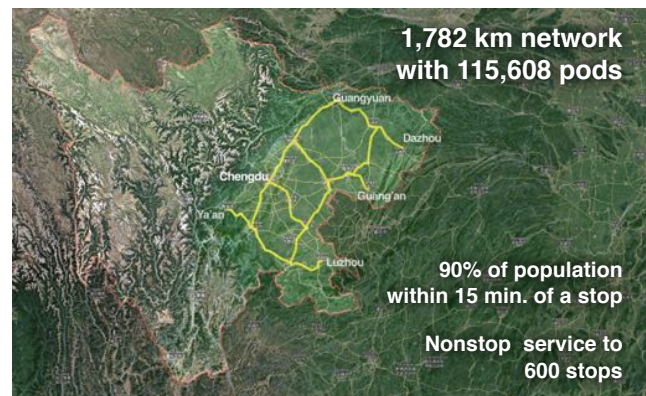 1,782 km network
with 115,608 pods
Guangyuan
Dazhou
Chengdu
Guang'an
Ya'an
Luzhou
90% of population
within 15 min. of a stop
Nonstop service to
600 stops